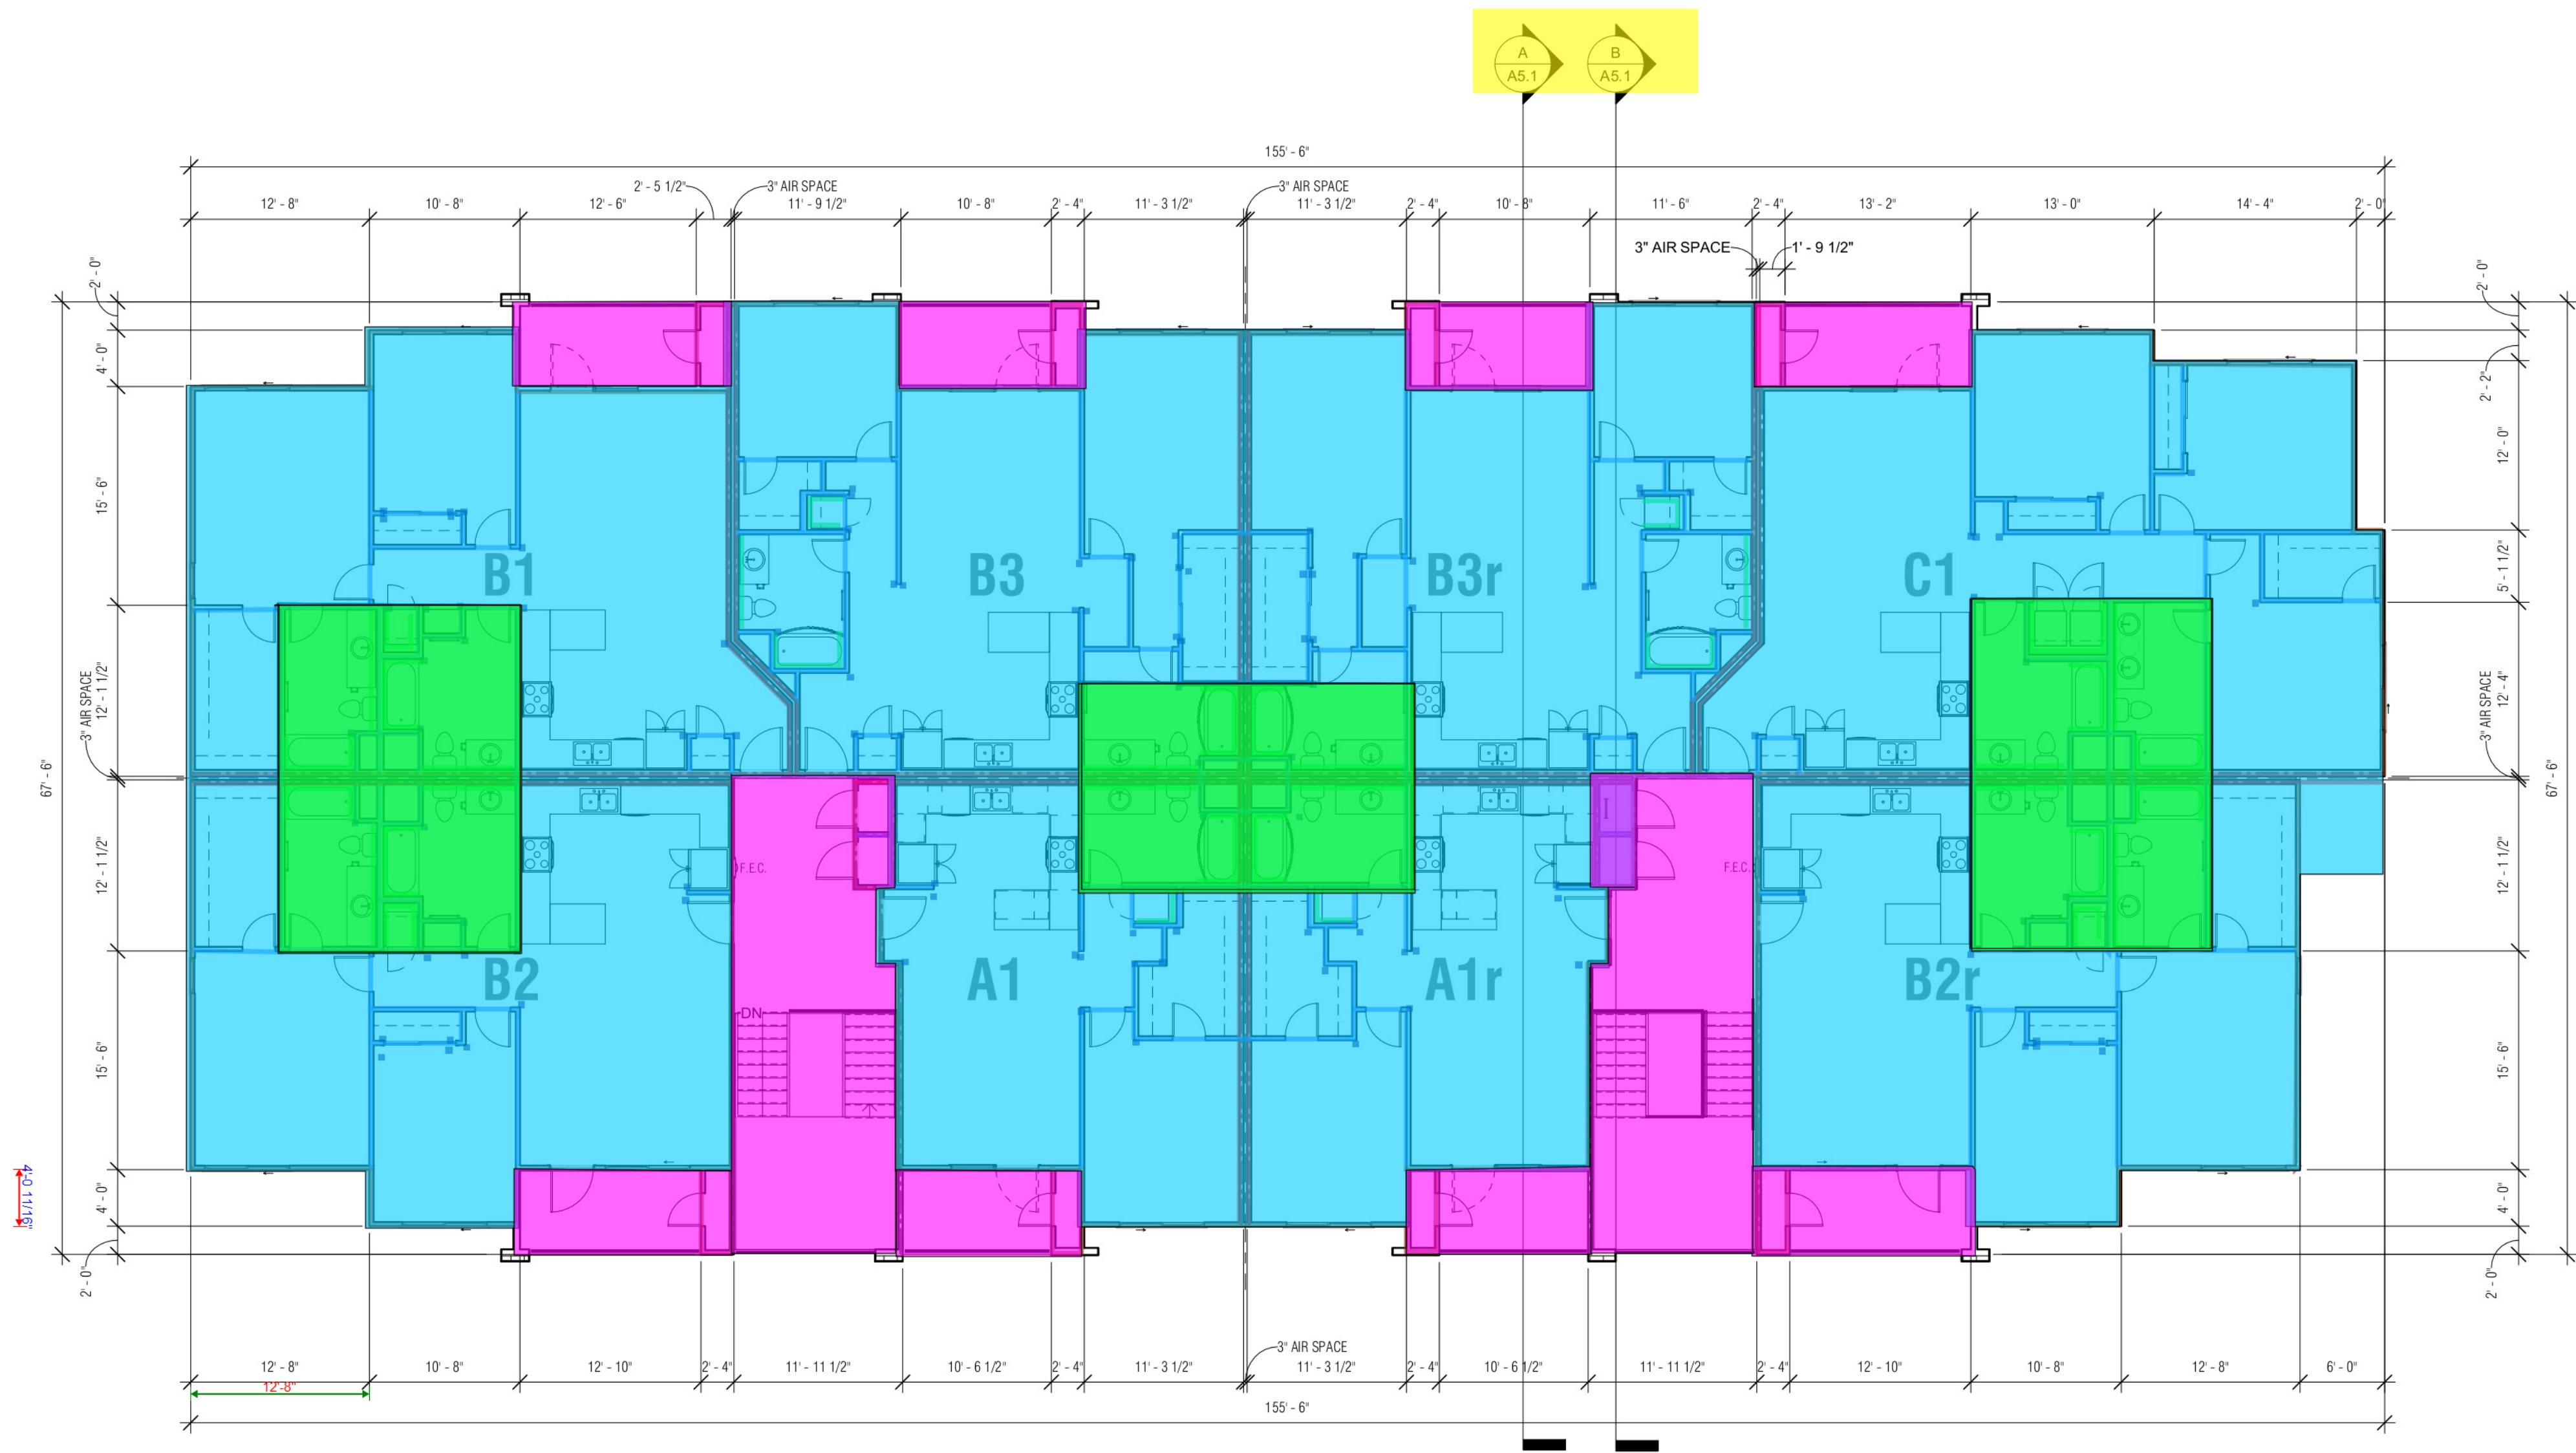 A B
A5.1 A5.1
155' - 6"
2' - 5 1/2" 3" AIR SPACE 3" AIR SPACE
12' - 8" 10' - 8" 12' - 6" 11' - 9 1/2" 10' - 8" 2' - 4" 11' - 3 1/2" 11' - 3 1/2" 2' - 4" 10' - 8" 11' - 6" 2' - 4" 13' - 2" 13' - 0" 14' - 4" 2' - 0"
3" AIR SPACE 1' - 9 1/2"
2' - 0" 2' - 0"
4' - 0" 2' - 2"
15' - 6" 12' - 0"
B1 B3 B3r C1
5' - 1 1/2"
3" AIR SPACE 12' - 1 1/2" 3" AIR SPACE 12' - 4"
67' - 6" 67' - 6"
I
12' - 1 1/2" F.E.C. F.E.C. 12' - 1 1/2"
B2 A1 A1r B2r
DN
15' - 6" 15' - 6"
4'-0 11/16" 4' - 0" 4' - 0"
2' - 0" 2' - 0"
3" AIR SPACE
12' - 8" 10' - 8" 12' - 10" 2' - 4" 11' - 11 1/2" 10' - 6 1/2" 2' - 4" 11' - 3 1/2" 11' - 3 1/2" 2' - 4" 10' - 6 1/2" 11' - 11 1/2" 2' - 4" 12' - 10" 10' - 8" 12' - 8" 6' - 0"
12'-8"
155' - 6"